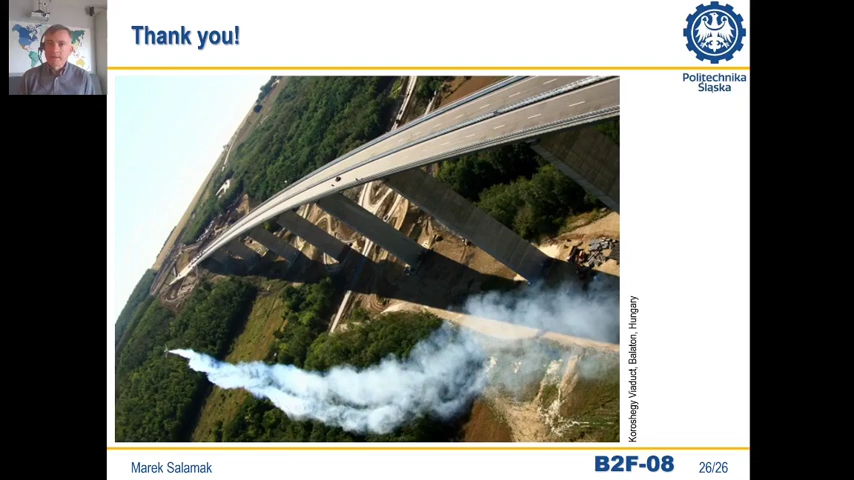 Thank you!
Politechnika
Śląska
Koroshegy Viaduct, Balaton, Hungary
Marek Salamak
B2F-08
26/26